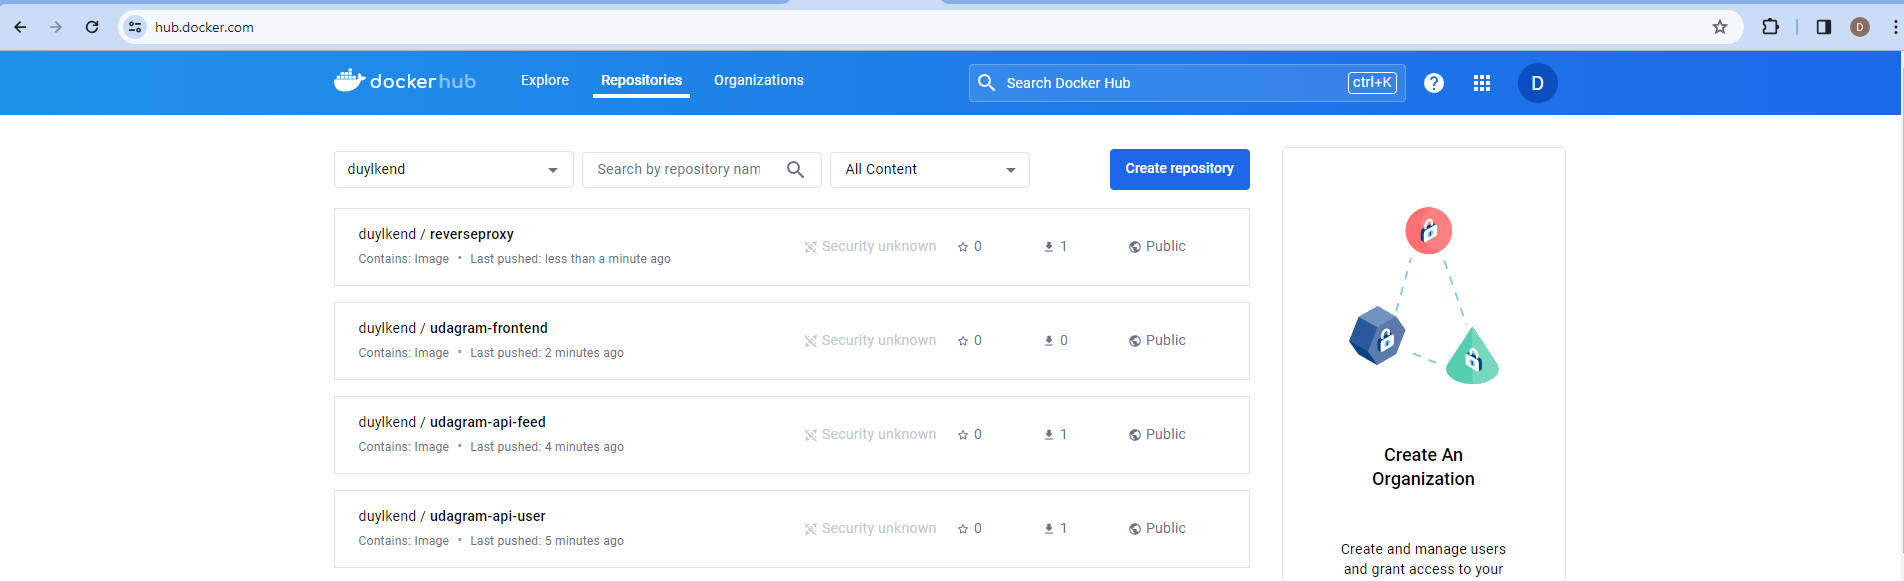 hub.docker.com
D
dockerhub
Explore
Repositories
Organizations
Search Docker Hub
ctrl+K
?
D
duylkend
Search by repository nam
All Content
Create repository
duylkend / reverseproxy
Contains: Image • Last pushed: less than a minute ago
Security unknown
0
1
Public
duylkend / udagram-frontend
Contains: Image • Last pushed: 2 minutes ago
Security unknown
0
0
Public
duylkend / udagram-api-feed
Contains: Image • Last pushed: 4 minutes ago
Security unknown
0
1
Public
duylkend / udagram-api-user
Contains: Image • Last pushed: 5 minutes ago
Security unknown
0
1
Public
Create An
Organization
Create and manage users
and grant access to your